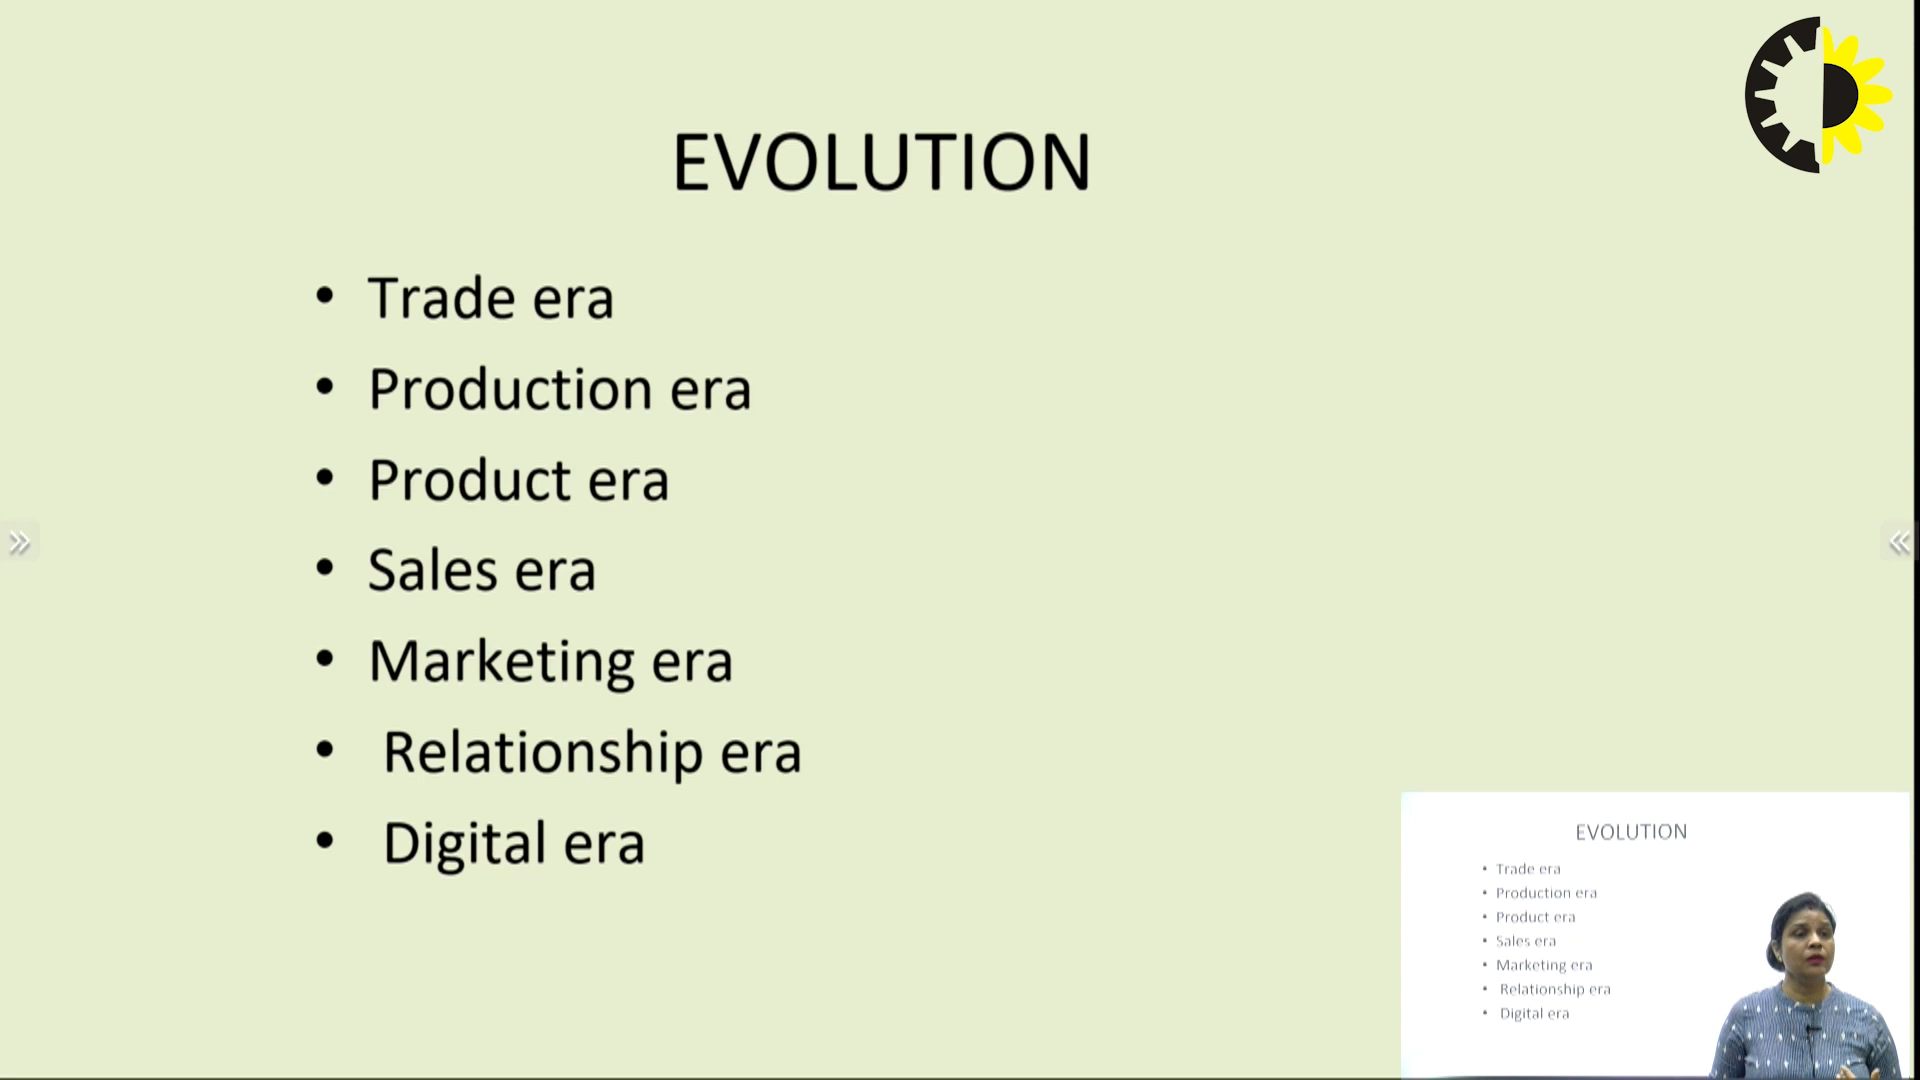 EVOLUTION
• Trade era
• Production era
• Product era
• Sales era
• Marketing era
• Relationship era
• Digital era
EVOLUTION
• Trade era
• Production era
• Product era
• Sales era
• Marketing era
• Relationship era
• Digital era